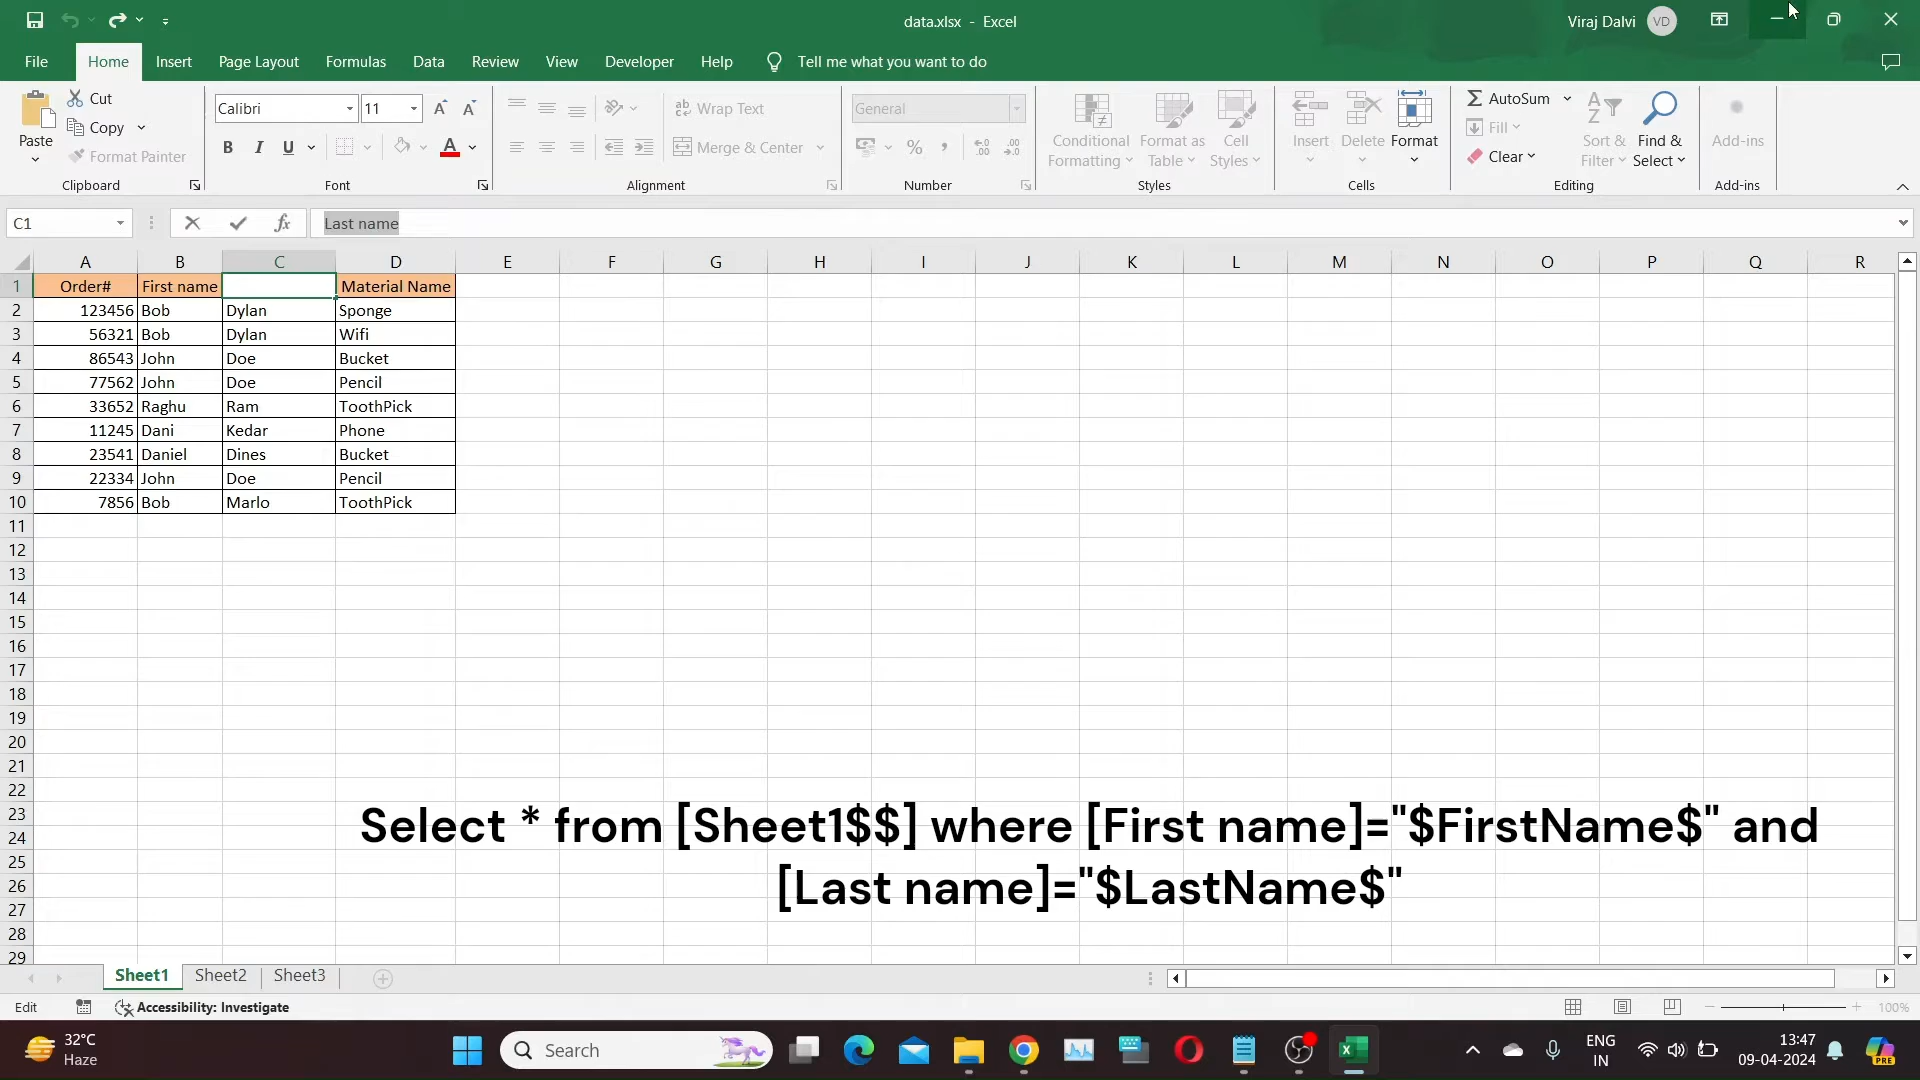 data.xlsx - Excel
Viraj Dalvi VD
File Home Insert Page Layout Formulas Data Review View Developer Help Tell me what you want to do
Paste
Cut
Copy
Format Painter
Clipboard
Calibri 11
B I U
Font
Wrap Text
Merge & Center
Alignment
General
Number
Conditional Formatting
Format as Table
Cell Styles
Styles
Insert
Delete
Format
Cells
AutoSum
Fill
Clear
Sort & Filter
Find & Select
Editing
Add-ins
Add-ins
C1 fx Last name
A B C D E F G H I J K L M N O P Q R
1 Order# First name Material Name
2 123456 Bob Dylan Sponge
3 56321 Bob Dylan Wifi
4 86543 John Doe Bucket
5 77562 John Doe Pencil
6 33652 Raghu Ram ToothPick
7 11245 Dani Kedar Phone
8 23541 Daniel Dines Bucket
9 22334 John Doe Pencil
10 7856 Bob Marlo ToothPick
11
12
13
14
15
16
17
18
19
20
21
22
23
24
25
26
27
28
29
Select * from [Sheet1$$] where [First name]="$FirstName$" and
[Last name]="$LastName$"
Sheet1 Sheet2 Sheet3
Edit Accessibility: Investigate 100%
32°C
Haze
Search
ENG
IN
13:47
09-04-2024
PRE